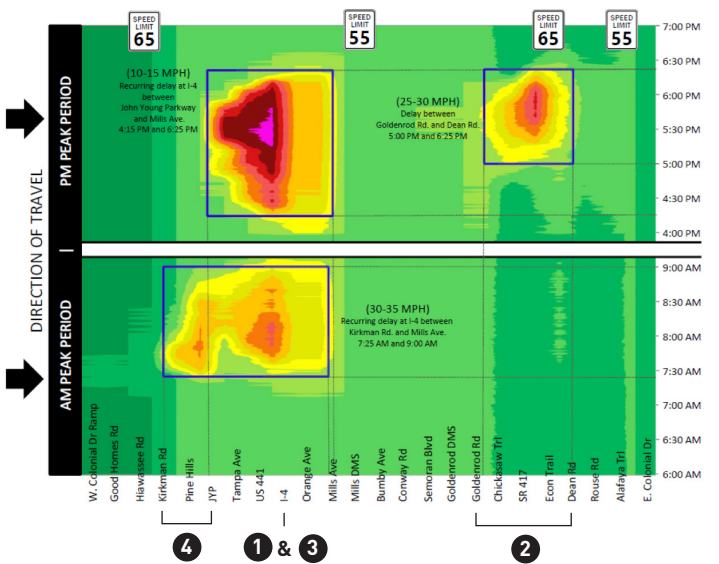 SPEED
LIMIT
65
SPEED
LIMIT
55
SPEED
LIMIT
65
SPEED
LIMIT
55
7:00 PM
6:30 PM
6:00 PM
5:30 PM
5:00 PM
4:30 PM
4:00 PM
(10-15 MPH)
Recurring delay at I-4
between
John Young Parkway
and Mills Ave.
4:15 PM and 6:25 PM
(25-30 MPH)
Delay between
Goldenrod Rd. and Dean Rd.
5:00 PM and 6:25 PM
DIRECTION OF TRAVEL
PM PEAK PERIOD
|
AM PEAK PERIOD
9:00 AM
8:30 AM
8:00 AM
7:30 AM
7:00 AM
6:30 AM
6:00 AM
(30-35 MPH)
Recurring delay at I-4 between
Kirkman Rd. and Mills Ave.
7:25 AM and 9:00 AM
W. Colonial Dr Ramp
Good Homes Rd
Hiawassee Rd
Kirkman Rd
Pine Hills
JYP
Tampa Ave
US 441
I-4
Orange Ave
Mills Ave
Mills DMS
Bumby Ave
Conway Rd
Semoran Blvd
Goldenrod DMS
Goldenrod Rd
Chickasaw Trl
SR 417
Econ Trail
Dean Rd
Rouse Rd
Alafaya Trl
E. Colonial Dr
4
1 & 3
2